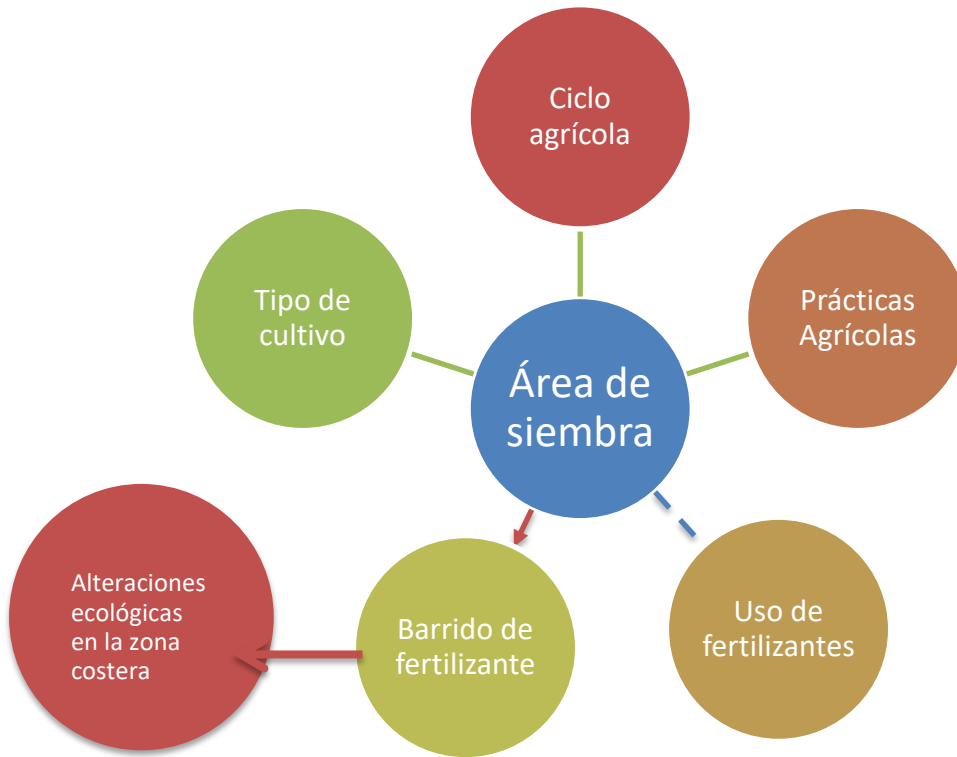 Ciclo
agrícola
Tipo de
cultivo
Prácticas
Agrícolas
Área de
siembra
Alteraciones
ecológicas
en la zona
costera
Barrido de
fertilizante
Uso de
fertilizantes